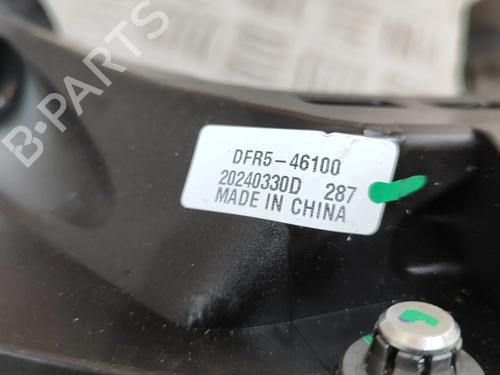 B-PARTS
DFR5-46100
20240330D 287
MADE IN CHINA